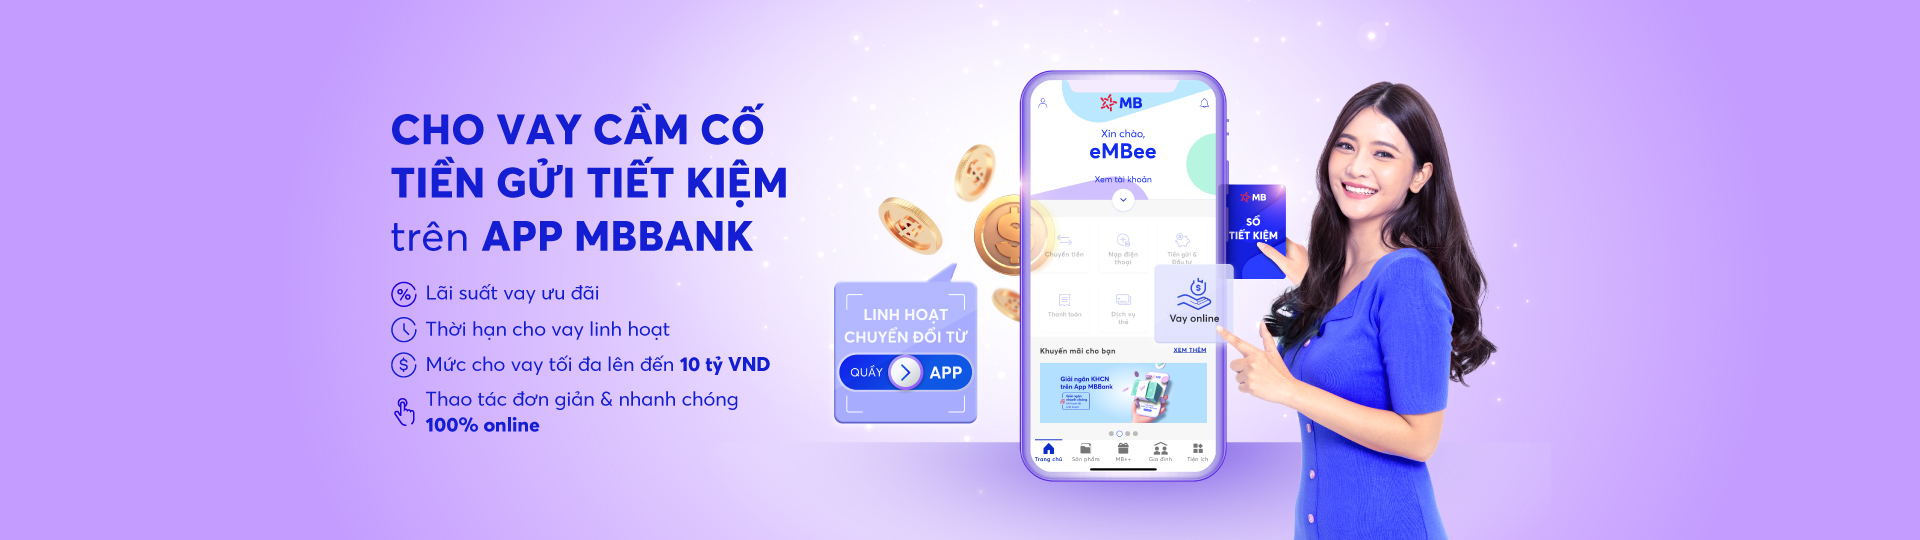 CHO VAY CẦM CỐ
TIỀN GỬI TIẾT KIỆM
trên APP MBBANK
Lãi suất vay ưu đãi
Thời hạn cho vay linh hoạt
Mức cho vay tối đa lên đến 10 tỷ VND
Thao tác đơn giản & nhanh chóng
100% online
LINH HOẠT
CHUYỂN ĐỔI TỪ
QUẦY > APP
MB
Xin chào,
eMBee
Xem tài khoản
Chuyển tiền
Nạp điện
thoại
Tiền gửi &
Đầu tư
Thanh toán
Dịch vụ
thẻ
Vay online
Khuyến mãi cho bạn
XEM THÊM
Giải ngân KHCN
trên App MBBank
Trang chủ
Sản phẩm
MB++
Gia đình
Tiện ích
MB
SỔ
TIẾT KIỆM